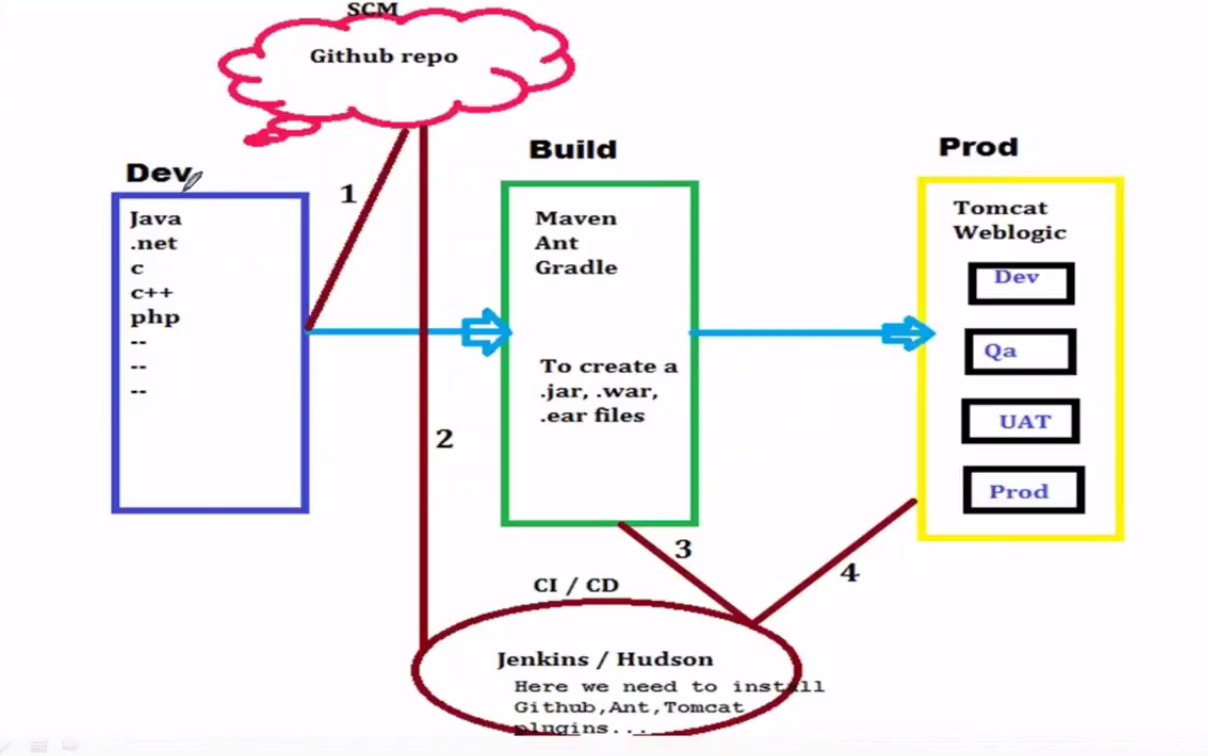 SCM
Github repo
Dev
1
Java
.net
c
c++
php
--
--
--
Build
Maven
Ant
Gradle
To create a
.jar, .war,
.ear files
Prod
Tomcat
Weblogic
Dev
Qa
UAT
Prod
2
3
4
CI / CD
Jenkins / Hudson
Here we need to install
Github,Ant,Tomcat
plugins...